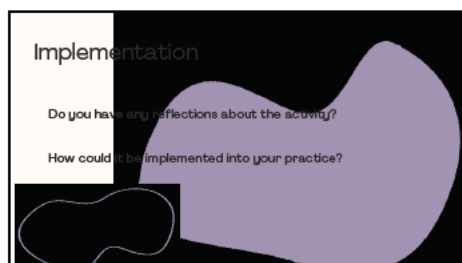 Implementation
Do you have any reflections about the activity?
How could it be implemented into your practice?